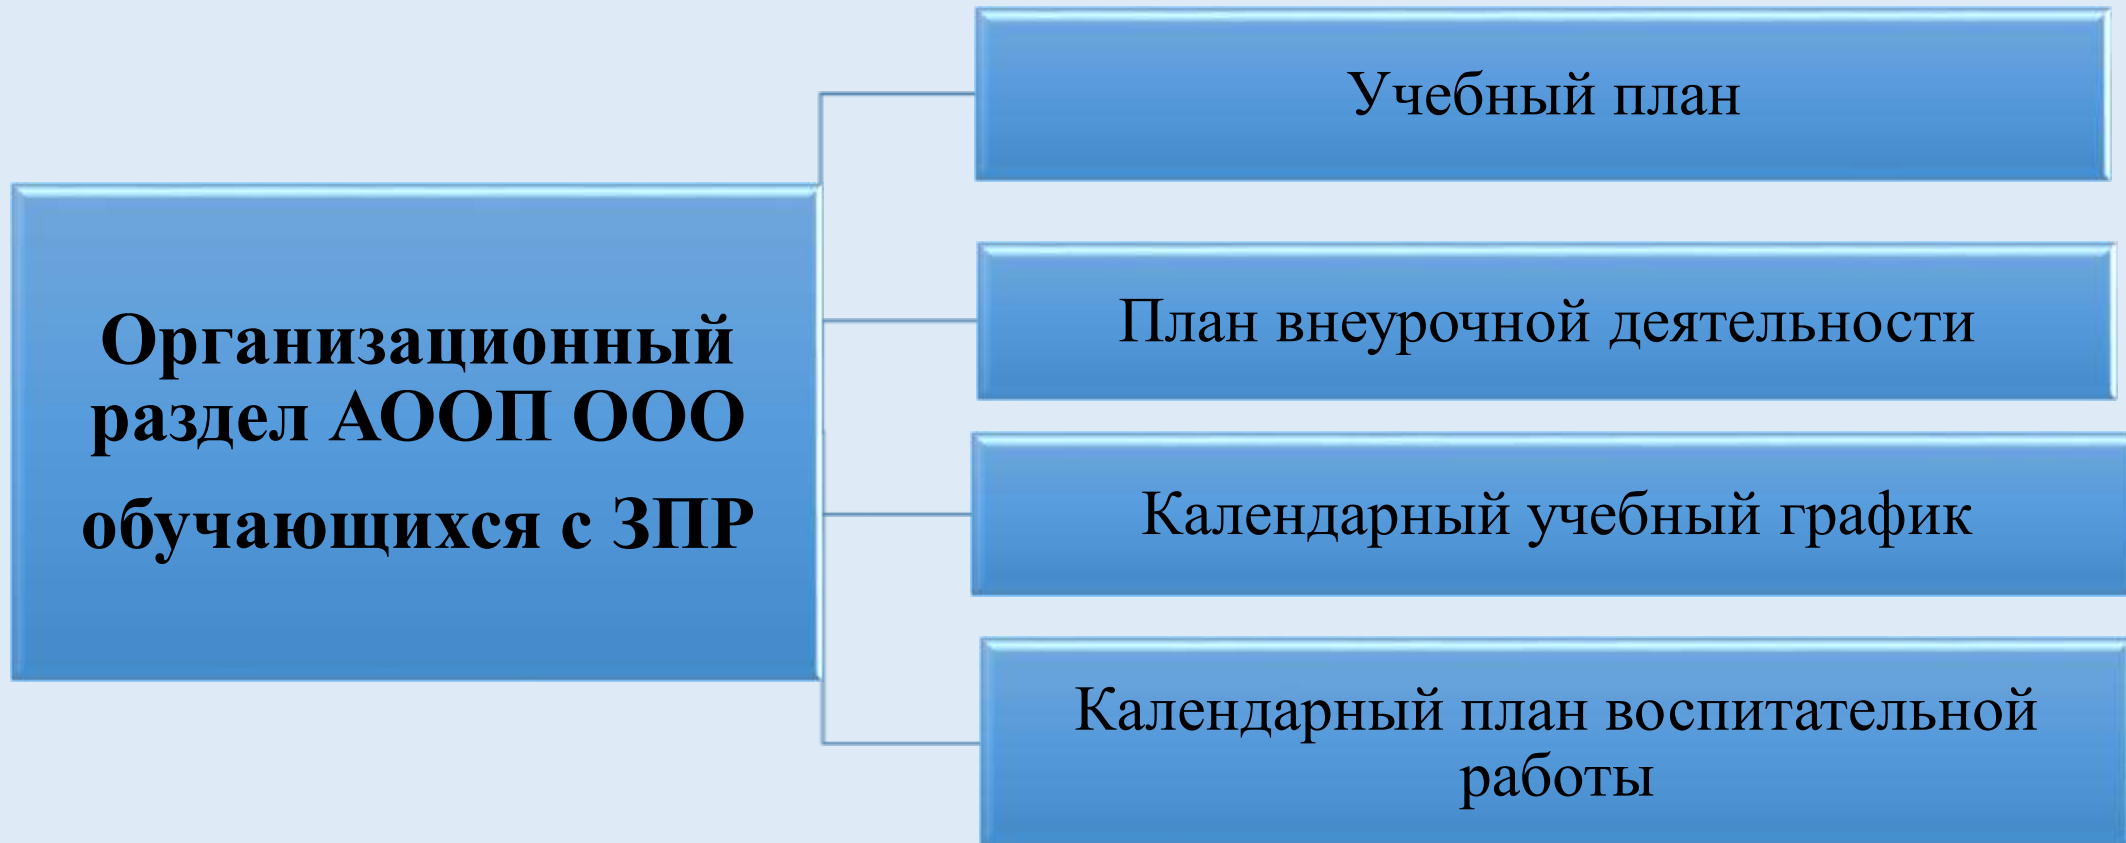 Организационный
раздел АООП ООО
обучающихся с ЗПР
Учебный план
План внеурочной деятельности
Календарный учебный график
Календарный план воспитательной
работы